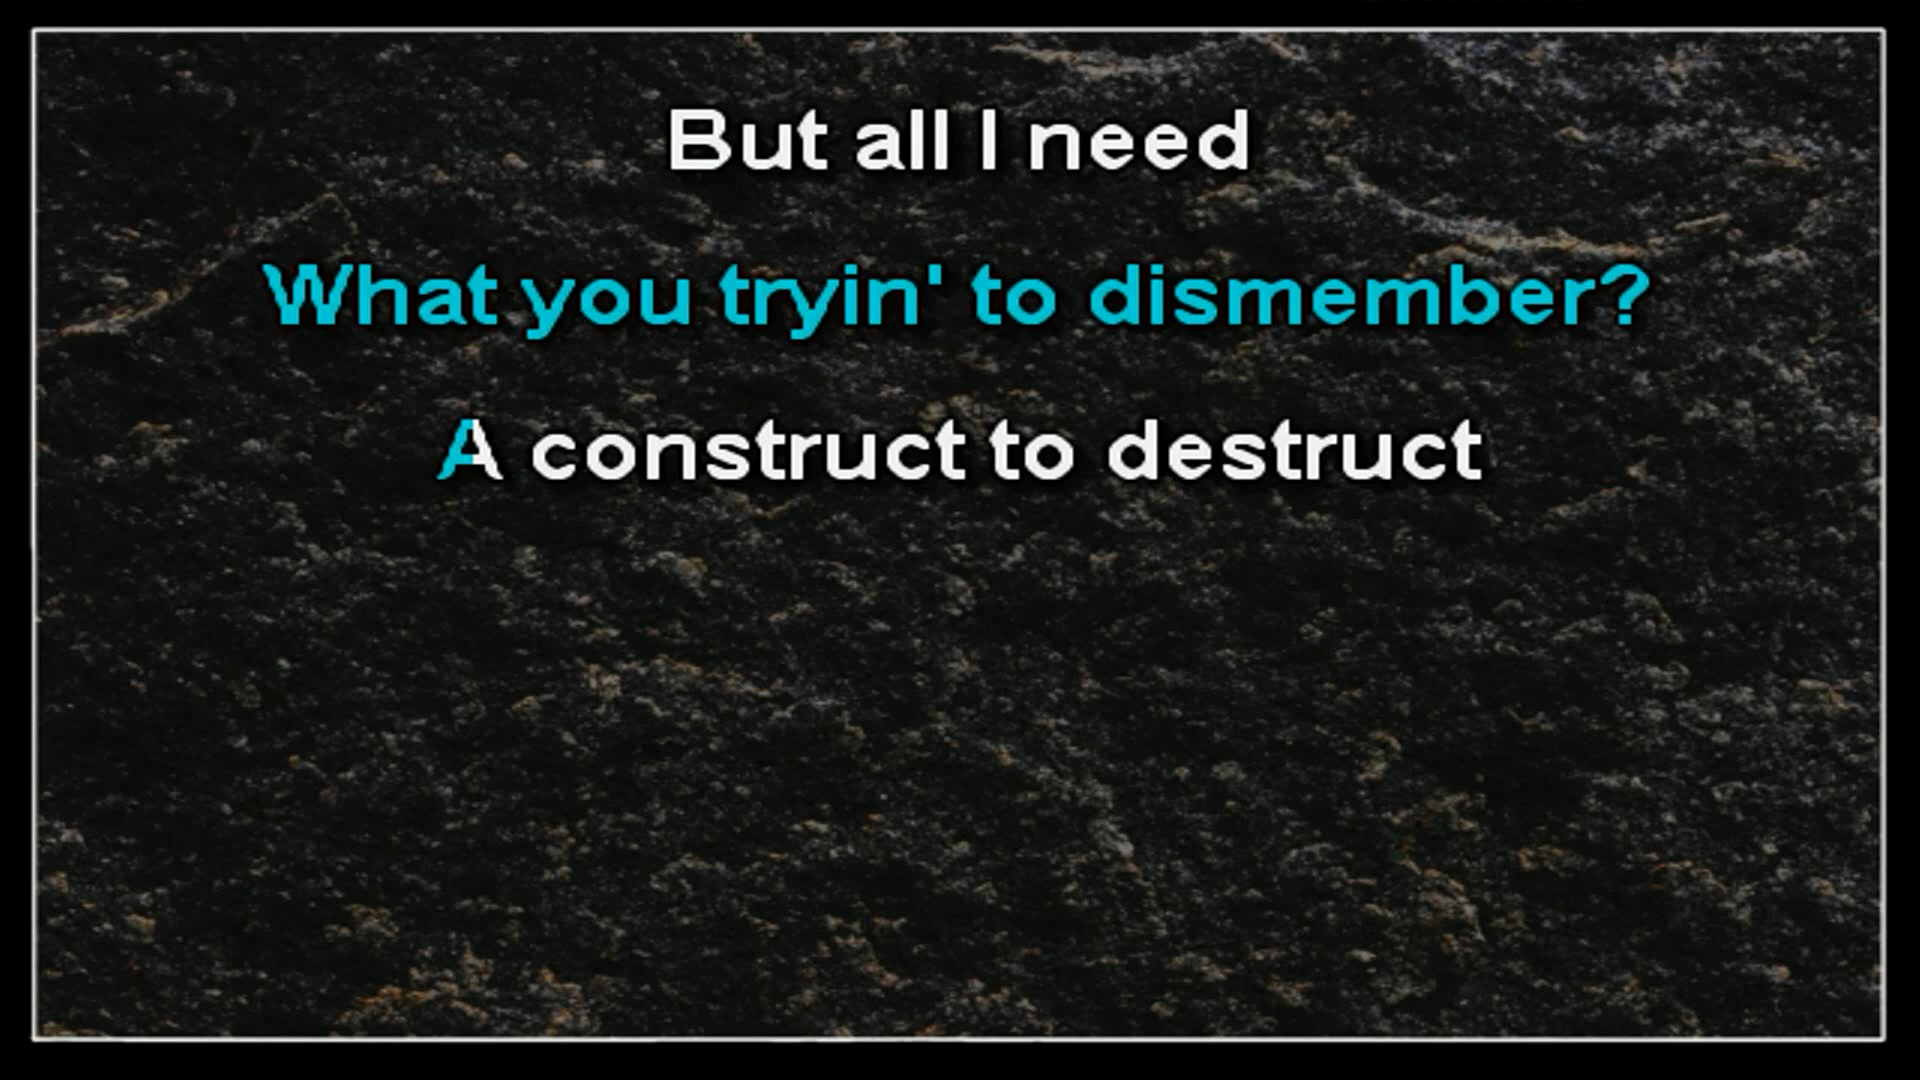 But all I need
What you tryin' to dismember?
A construct to destruct